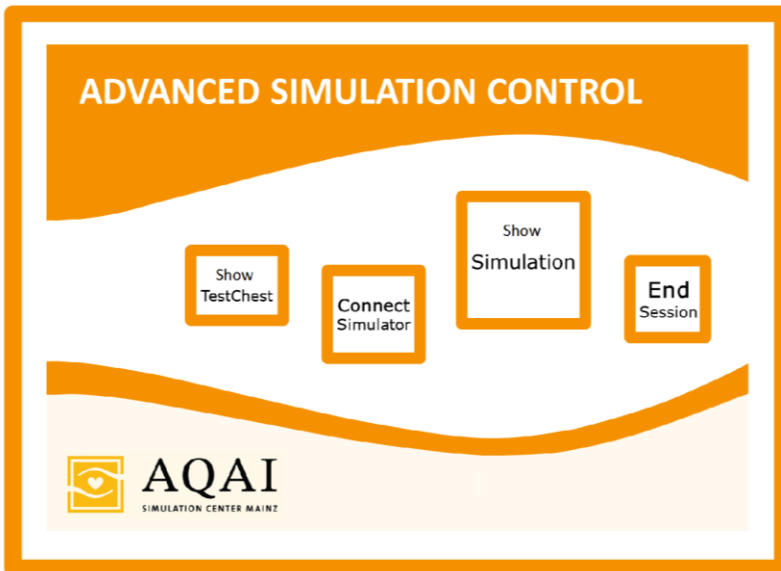 ADVANCED SIMULATION CONTROL
Show
TestChest
Connect
Simulator
Show
Simulation
End
Session
AQAI
SIMULATION CENTER MAINZ